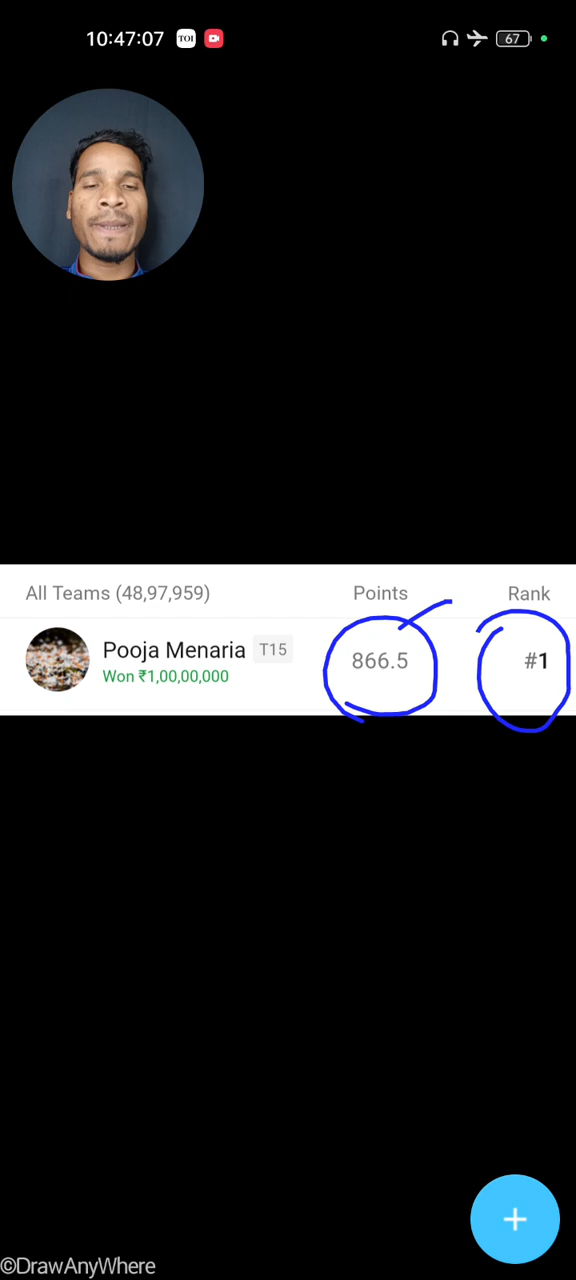 10:47:07 TOI 67
All Teams (48,97,959) Points Rank
Pooja Menaria T15 866.5 #1
Won ₹1,00,00,000
+
©DrawAnyWhere